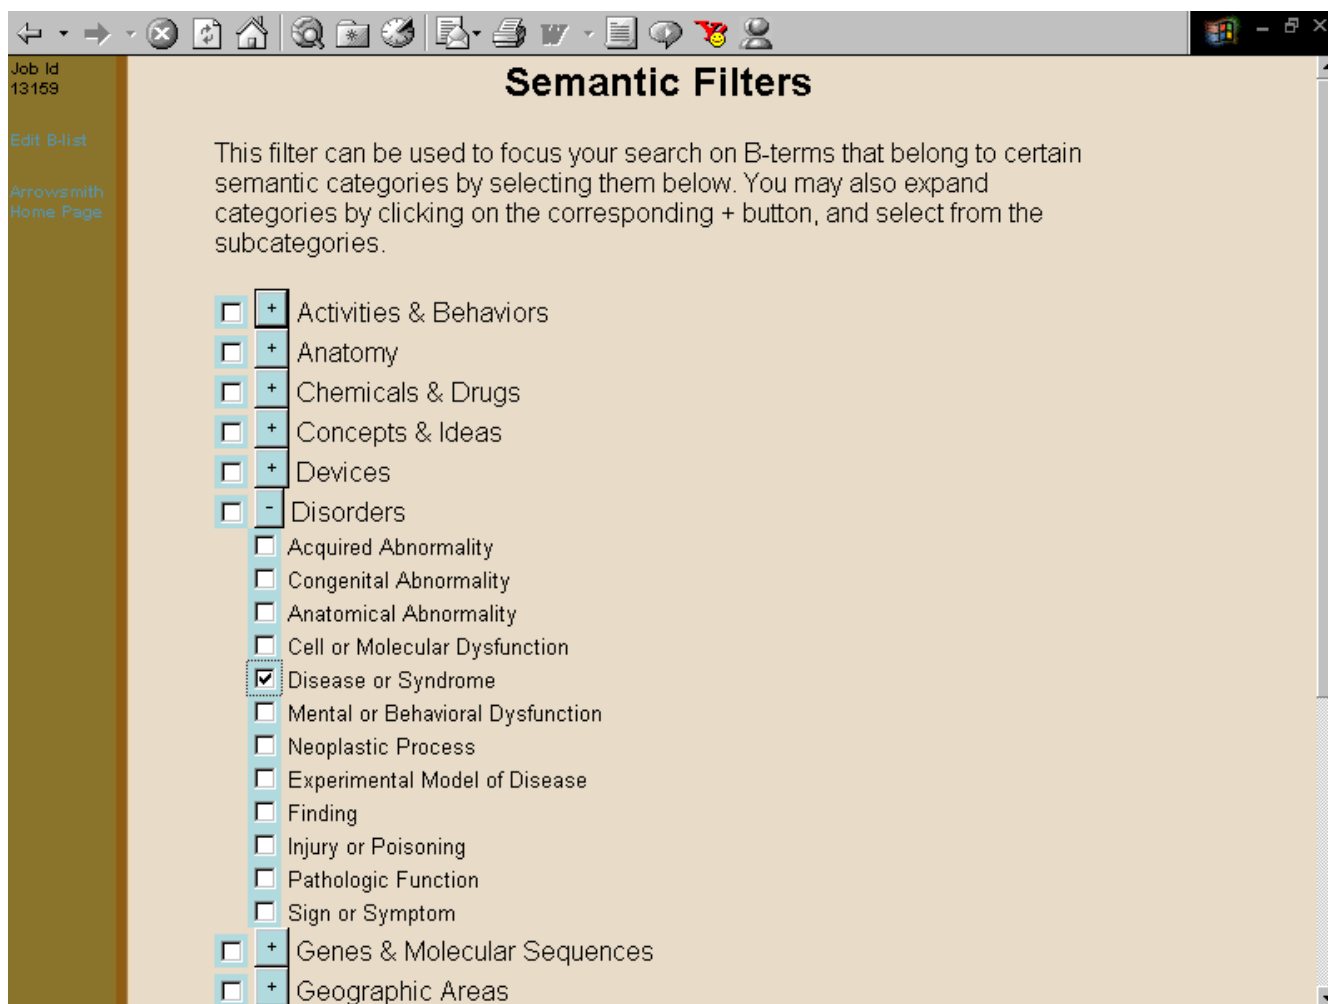 Job Id
13159
Semantic Filters
Edit B-list
This filter can be used to focus your search on B-terms that belong to certain
Arrowsmith
semantic categories by selecting them below. You may also expand
Home Page
categories by clicking on the corresponding + button, and select from the
subcategories.
+ Activities & Behaviors
+ Anatomy
+ Chemicals & Drugs
+ Concepts & Ideas
+ Devices
- Disorders
Acquired Abnormality
Congenital Abnormality
Anatomical Abnormality
Cell or Molecular Dysfunction
Disease or Syndrome
Mental or Behavioral Dysfunction
Neoplastic Process
Experimental Model of Disease
Finding
Injury or Poisoning
Pathologic Function
Sign or Symptom
+ Genes & Molecular Sequences
+ Geographic Areas